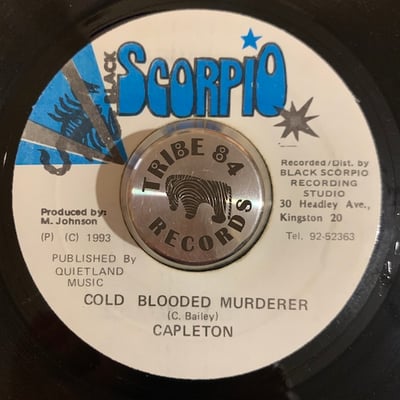 BLACK
SCORPIO
TRIBE 84
RECORDS
Recorded/Dist. by
BLACK SCORPIO
RECORDING
STUDIO
30 Headley Ave.,
Kingston 20
Tel. 92-52363
Produced by:
M. Johnson
(P) (C) 1993
PUBLISHED BY
QUIETLAND
MUSIC
COLD BLOODED MURDERER
(C. Bailey)
CAPLETON